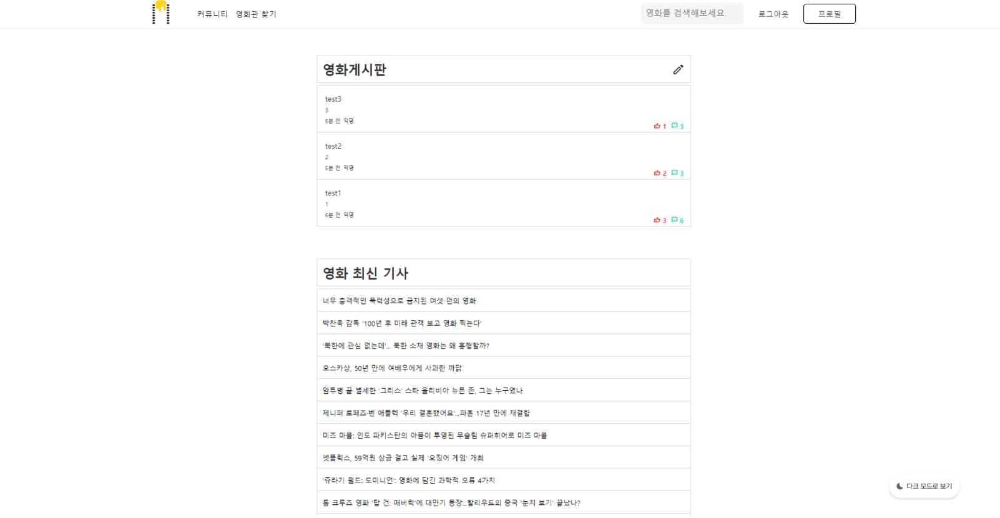 커뮤니티 영화관 찾기 영화를 검색해보세요. 로그아웃 프로필
영화게시판
test3
3
5분 전 익명
1 3
test2
2
5분 전 익명
2 3
test1
1
6분 전 익명
3 6
영화 최신 기사
너무 충격적인 폭력성으로 금지된 여섯 편의 영화
박찬욱 감독 '100년 후 미래 관객 보고 영화 찍는다'
'북한에 관심 없는데'... 북한 소재 영화는 왜 흥행할까?
오스카상, 50년 만에 여배우에게 사과한 까닭
암투병 끝 별세한 '그리스' 스타 올리비아 뉴튼 존, 그는 누구였나
제니퍼 로페즈·벤 애플렉 '우리 결혼했어요'...파혼 17년 만에 재결합
미즈 마블: 인도 파키스탄의 아픔이 투영된 무슬림 슈퍼히어로 미즈 마블
넷플릭스, 59억원 상금 걸고 실제 '오징어 게임' 개최
'쥬라기 월드: 도미니언': 영화에 담긴 과학적 오류 4가지
다크 모드로 보기
톰 크루즈 영화 '탑 건: 매버릭'에 대만기 등장...할리우드의 중국 '눈치 보기' 끝났나?